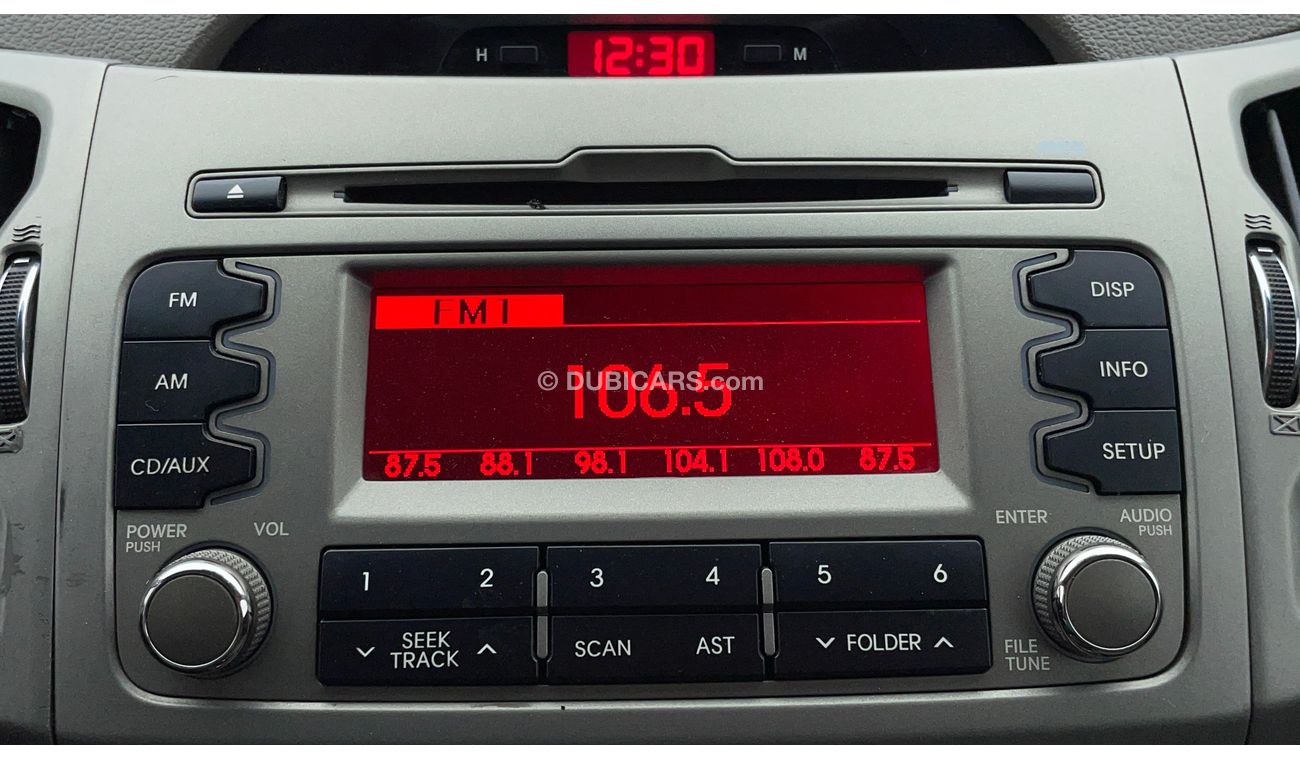 H 12:30 M
FM
AM
CD/AUX
FM1
© DUBICARS.com
106.5
87.5 88.1 98.1 104.1 108.0 87.5
DISP
INFO
SETUP
POWER
PUSH
VOL
ENTER
AUDIO
PUSH
1 2 3 4 5 6
SEEK
TRACK
SCAN AST
FOLDER
FILE
TUNE